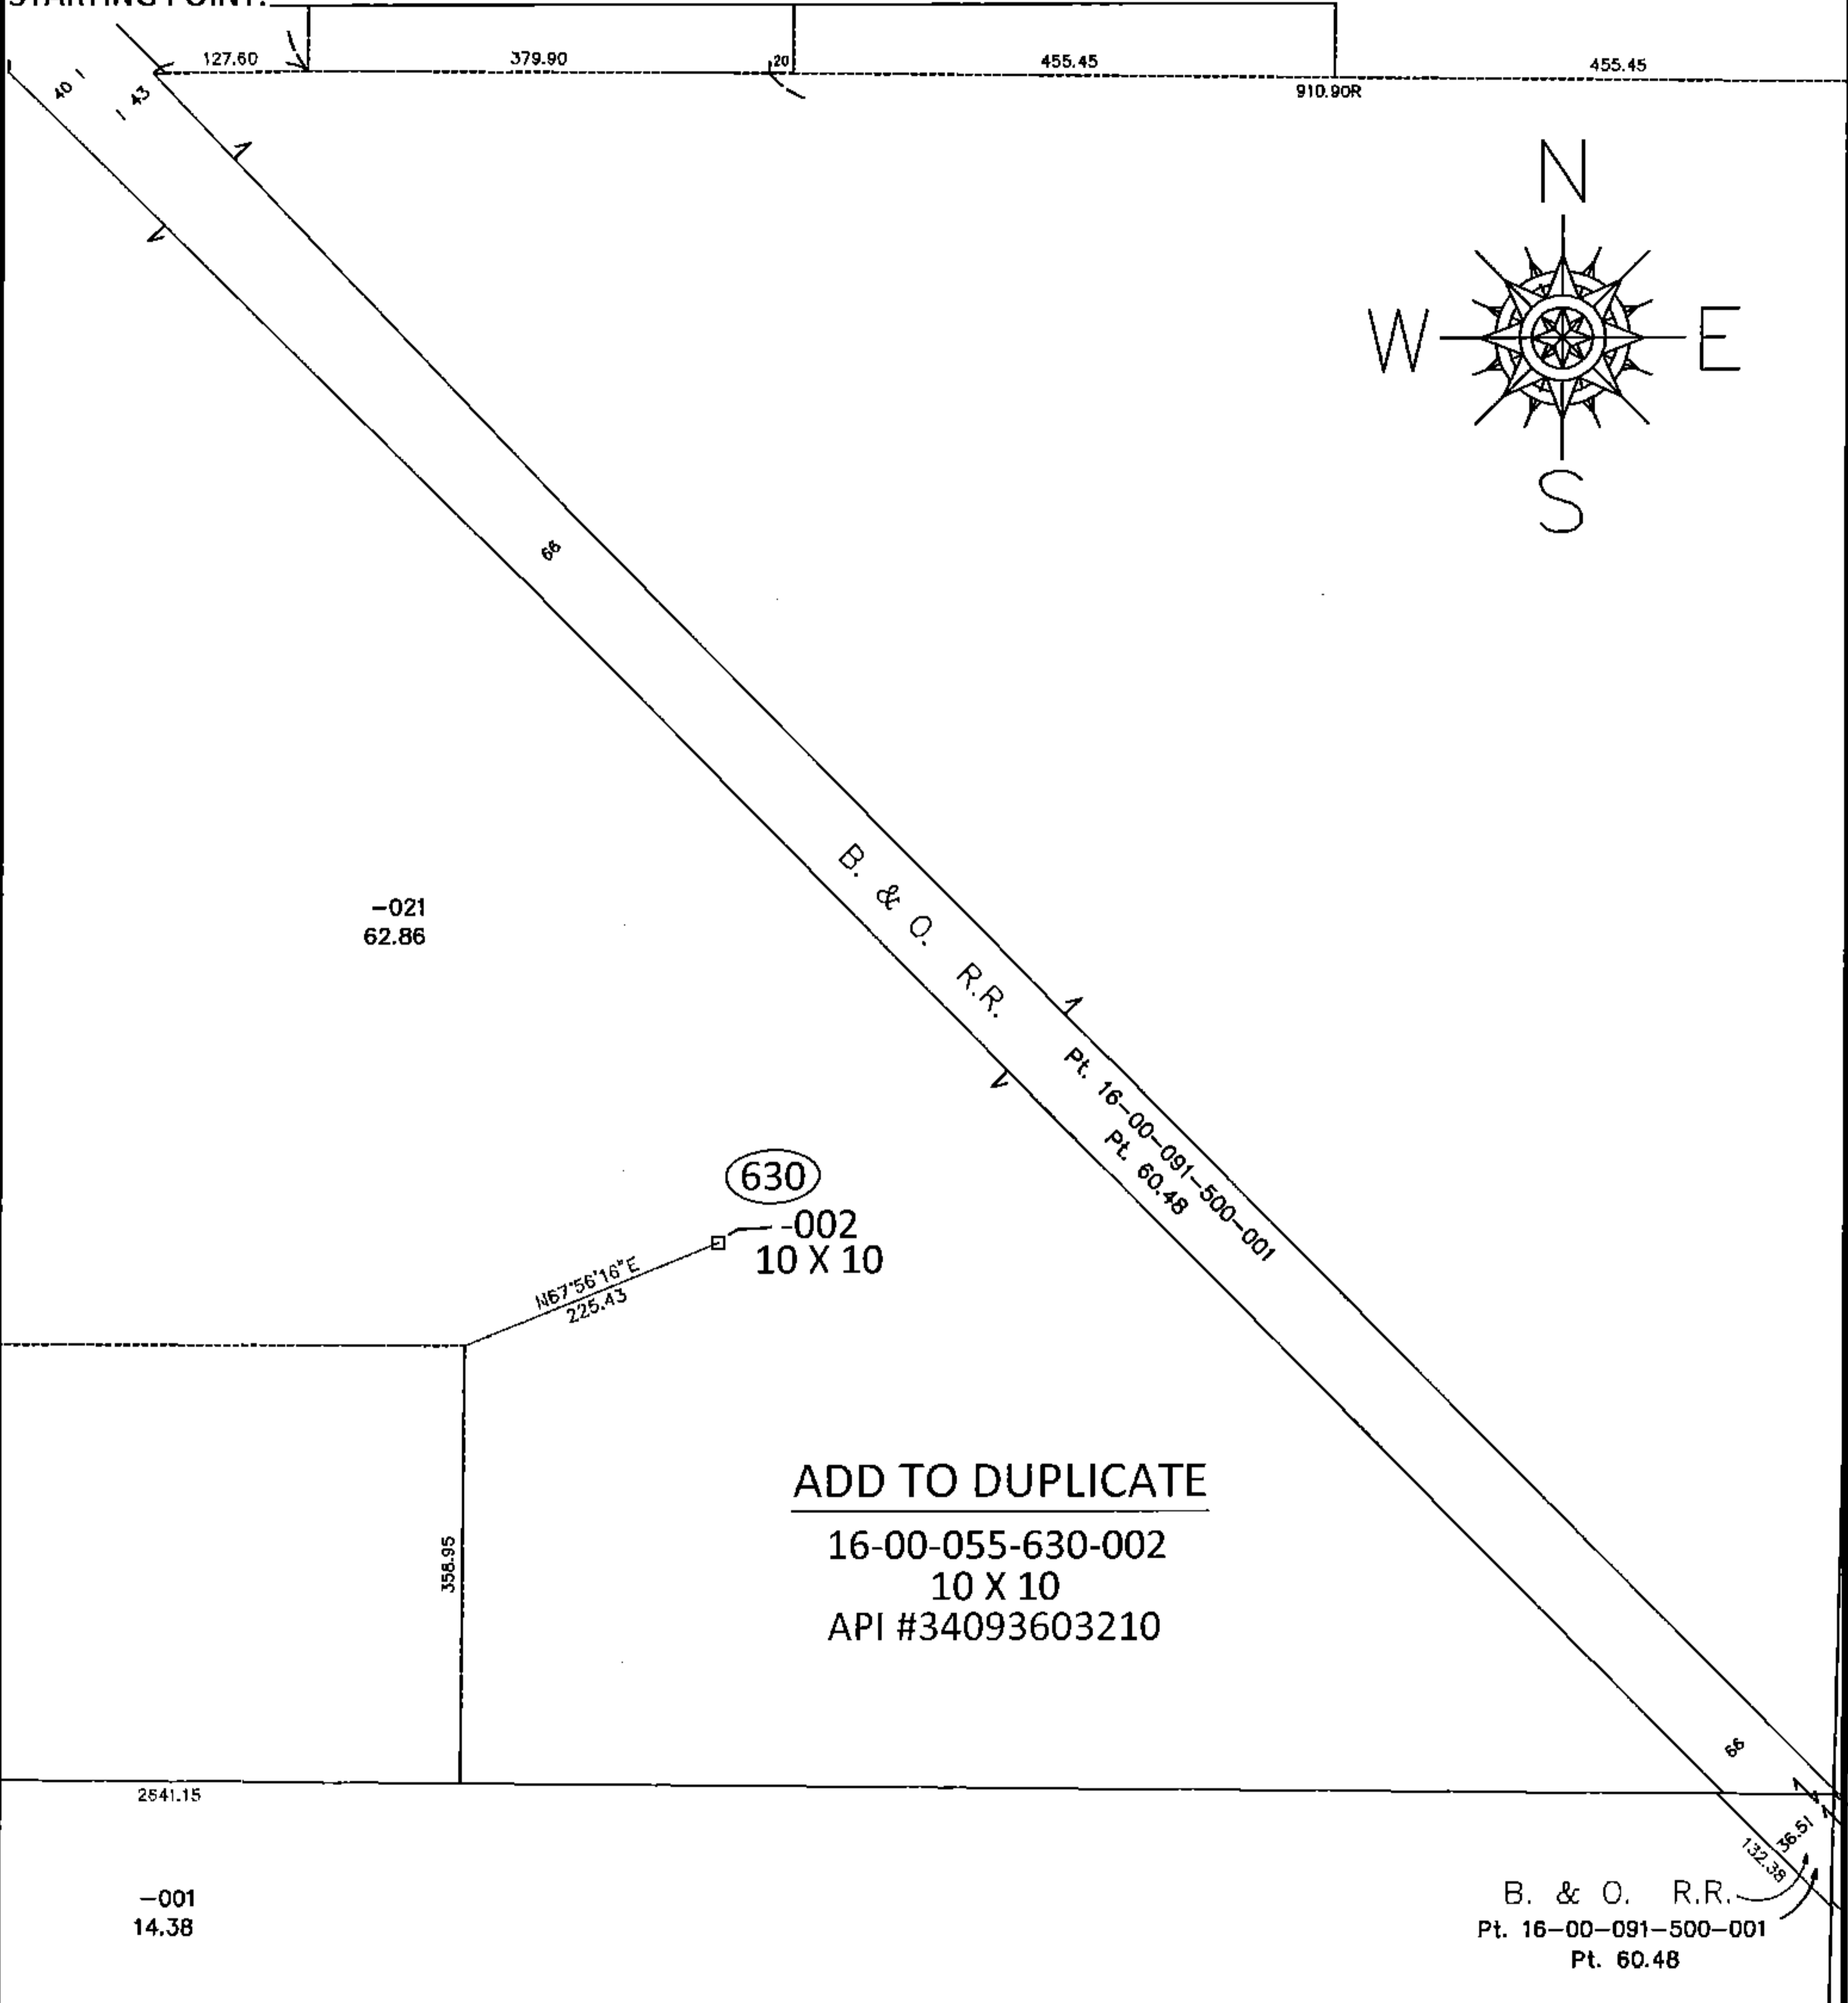 STARTING POINT:
127.60
379.90
20
455.45
455.45
910.90R
40
43
N
W
E
S
66
B. & O. R.R.
-021
62.86
Pt. 16-00-091-500-001
Pt. 60.48
630
-002
10 X 10
N67°56'16"E
225.43
ADD TO DUPLICATE
16-00-055-630-002
10 X 10
API #34093603210
358.95
66
2641.15
36.51
132.38
B. & O. R.R.
Pt. 16-00-091-500-001
Pt. 60.48
-001
14.38